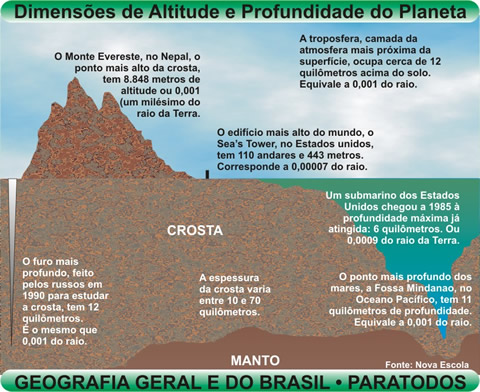 Dimensões de Altitude e Profundidade do Planeta
O Monte Evereste, no Nepal, o
ponto mais alto da crosta,
tem 8.848 metros de
altitude ou 0,001
(um milésimo do
raio da Terra.
A troposfera, camada da
atmosfera mais próxima da
superfície, ocupa cerca de 12
quilômetros acima do solo.
Equivale a 0,001 do raio.
O edifício mais alto do mundo, o
Sea's Tower, no Estados unidos,
tem 110 andares e 443 metros.
Corresponde a 0,00007 do raio.
Um submarino dos Estados
Unidos chegou a 1985 à
profundidade máxima já
atingida: 6 quilômetros. Ou
0,0009 do raio da Terra.
CROSTA
O furo mais
profundo, feito
pelos russos em
1990 para estudar
a crosta, tem 12
quilômetros.
É o mesmo que
0,001 do raio.
A espessura
da crosta varia
entre 10 e 70
quilômetros.
O ponto mais profundo dos
mares, a Fossa Mindanao, no
Oceano Pacífico, tem 11
quilômetros de profundidade.
Equivale a 0,001 do raio.
MANTO
Fonte: Nova Escola
GEOGRAFIA GERAL E DO BRASIL • PARATODOS